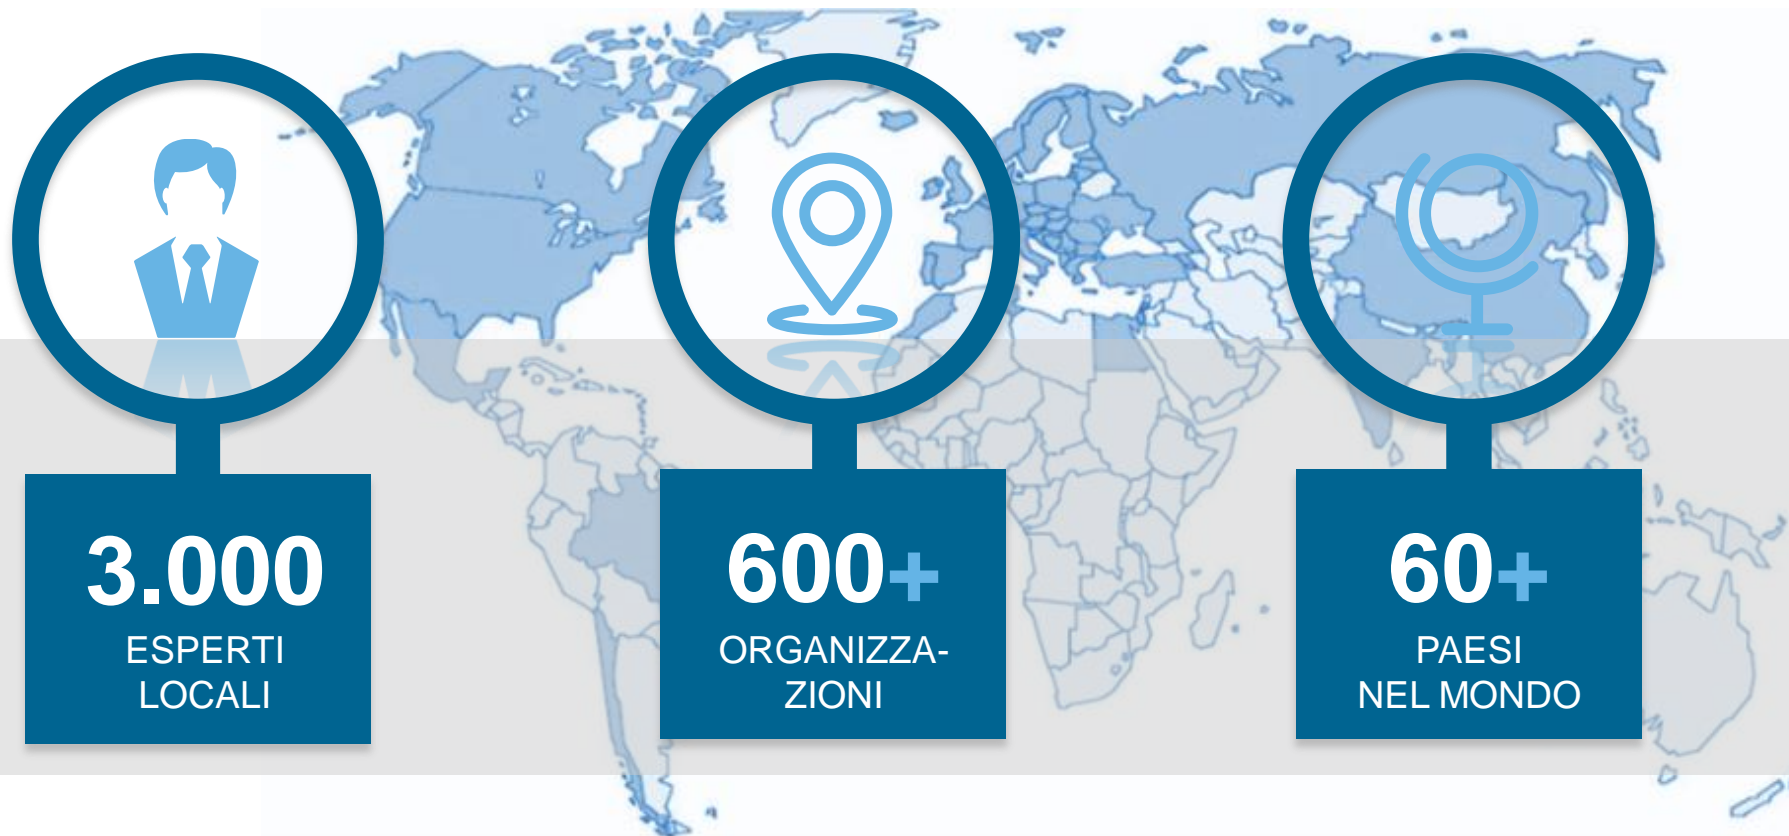 3.000
ESPERTI
LOCALI
600+
ORGANIZZA-
ZIONI
60+
PAESI
NEL MONDO